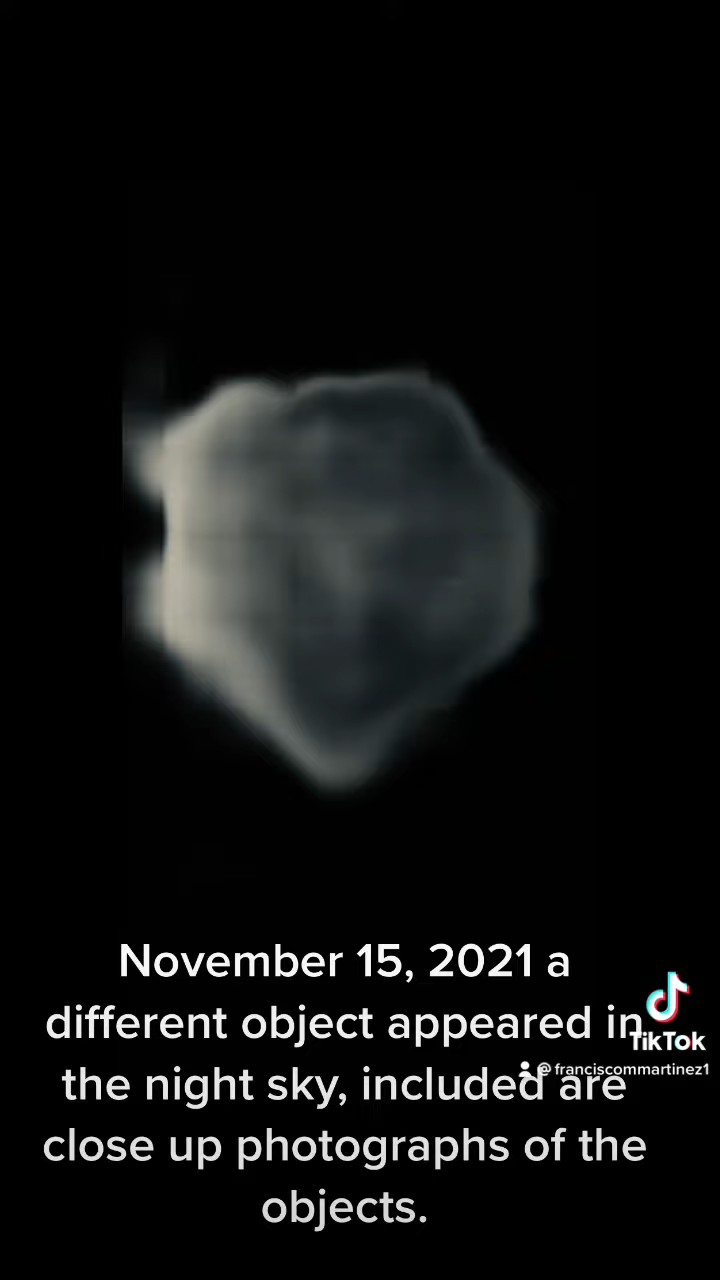 November 15, 2021 a
different object appeared in
the night sky, included are
close up photographs of the
objects.
TikTok
@franciscommartinez1